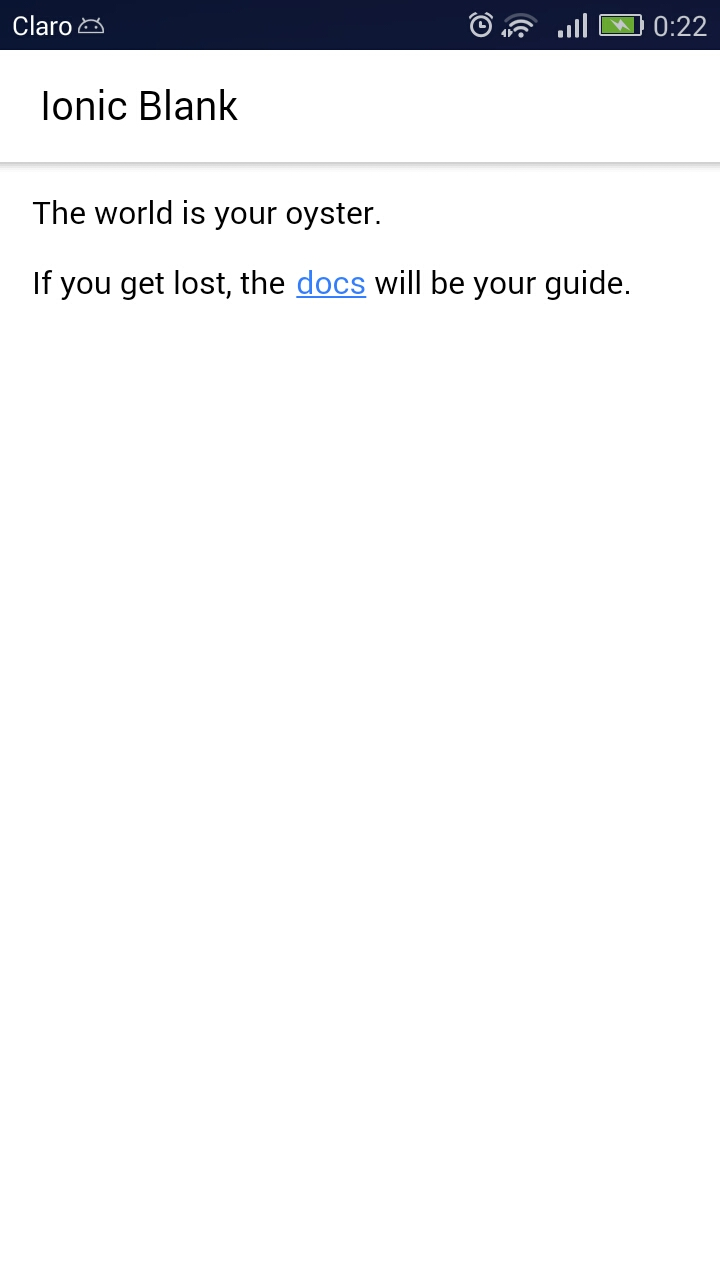 Claro 0:22
Ionic Blank
The world is your oyster.
If you get lost, the docs will be your guide.